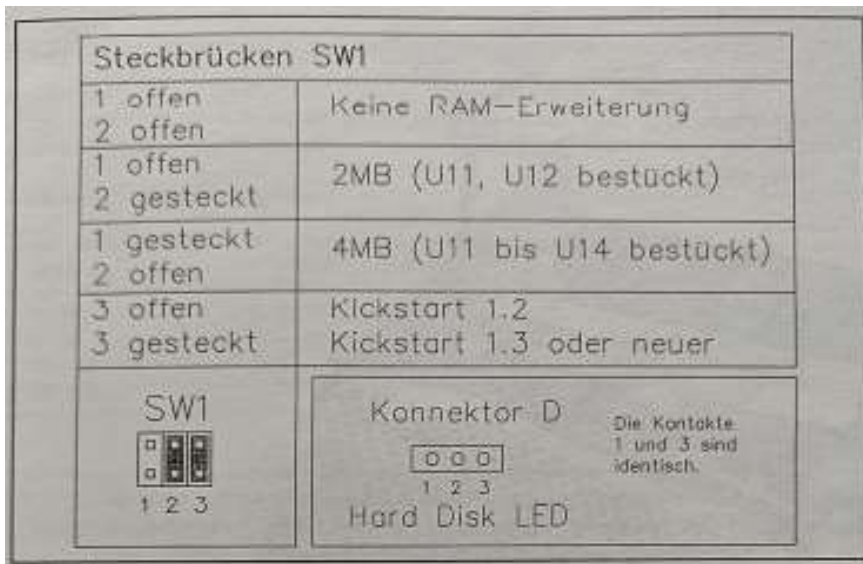 Steckbrücken SW1
1 offen
2 offen
Keine RAM-Erweiterung
1 offen
2 gesteckt
2MB (U11, U12 bestückt)
1 gesteckt
2 offen
4MB (U11 bis U14 bestückt)
3 offen
Kickstart 1.2
3 gesteckt
Kickstart 1.3 oder neuer
SW1
1 2 3
Konnektor D
1 2 3
Hard Disk LED
Die Kontakte
1 und 3 sind
identisch.